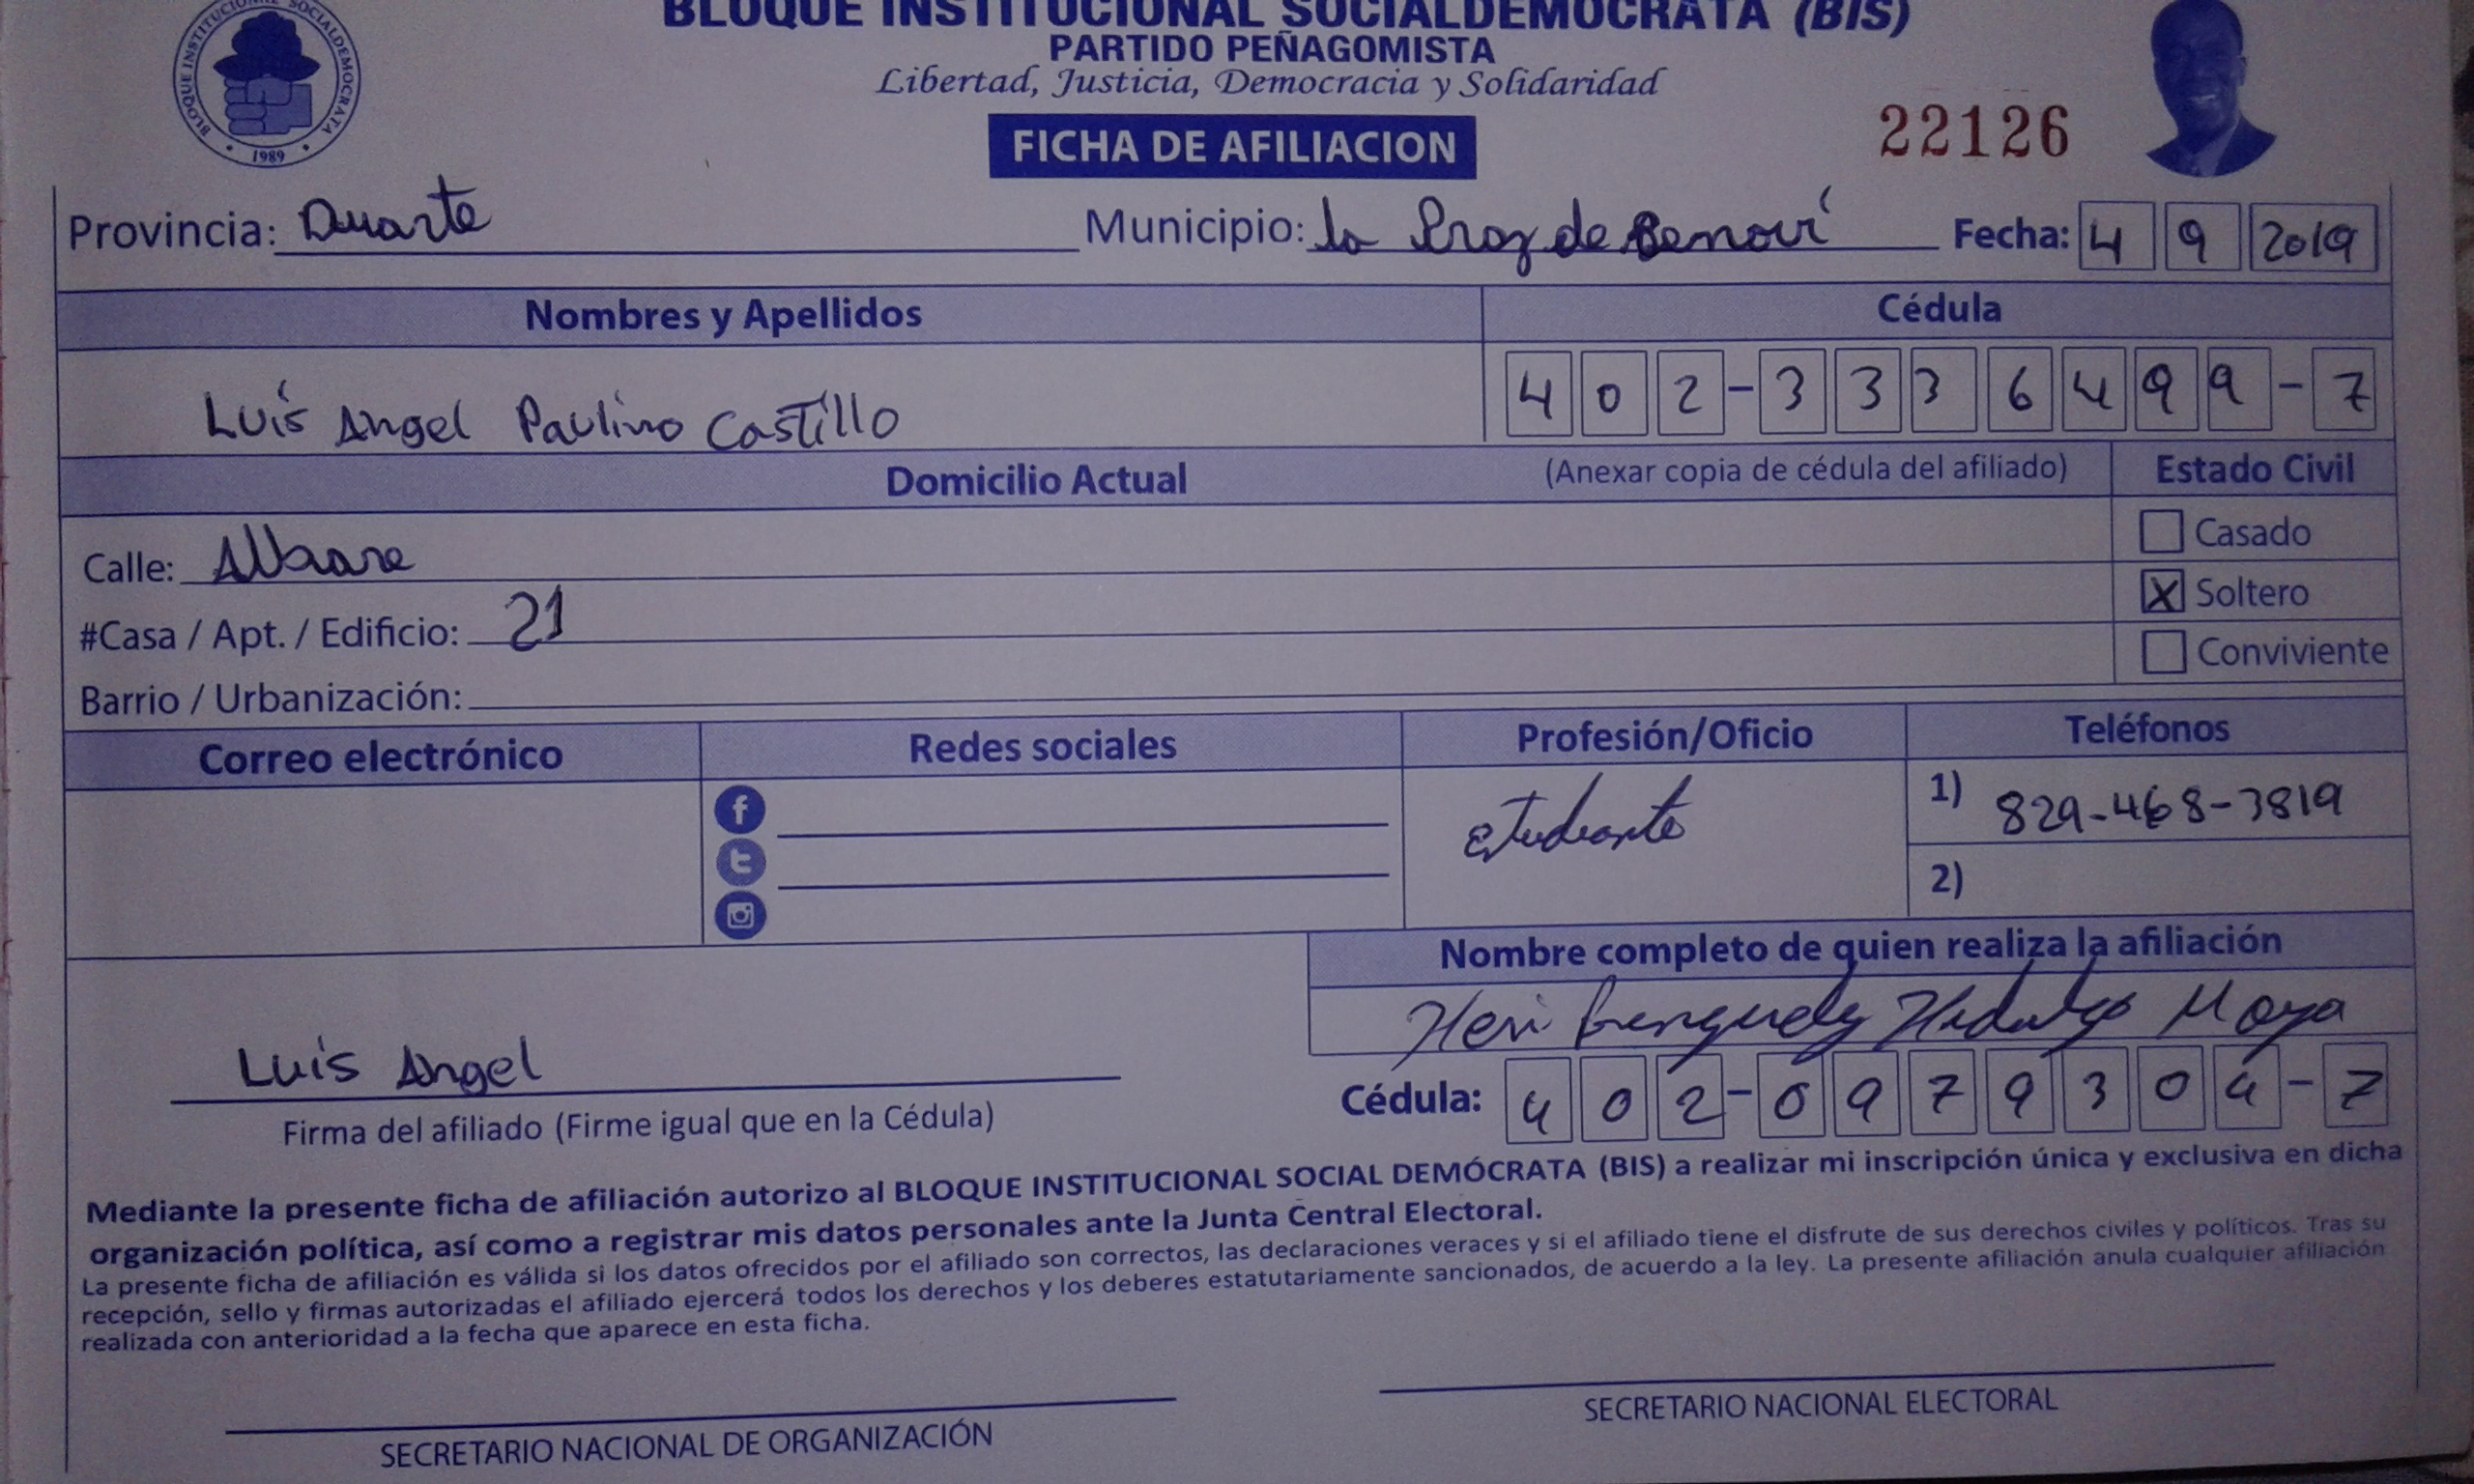 BLOQUE INSTITUCIONAL SOCIALDEMOCRATA (BIS)
PARTIDO PEÑAGOMISTA
Libertad, Justicia, Democracia y Solidaridad
BLOQUE INSTITUCIONAL SOCIALDEMOCRATA
1989
FICHA DE AFILIACION
22126
Provincia: Duarte Municipio: la de Fecha: 4 9 2019
Nombres y Apellidos Cédula
Luis Angel Paulino Castillo 402-3336499-7
Domicilio Actual (Anexar copia de cédula del afiliado) Estado Civil
Casado
Calle:
X Soltero
#Casa / Apt. / Edificio: 21
Conviviente
Barrio / Urbanización:
Correo electrónico Redes sociales Profesión/Oficio Teléfonos
etudiante 1) 829-468-3819
2)
Nombre completo de quien realiza la afiliación
Hidalgo Moya
Luis Angel
Cédula: 402-0979304-7
Firma del afiliado (Firme igual que en la Cédula)
Mediante la presente ficha de afiliación autorizo al BLOQUE INSTITUCIONAL SOCIAL DEMÓCRATA (BIS) a realizar mi inscripción única y exclusiva en dicha
organización política, así como a registrar mis datos personales ante la Junta Central Electoral.
La presente ficha de afiliación es válida si los datos ofrecidos por el afiliado son correctos, las declaraciones veraces y si el afiliado tiene el disfrute de sus derechos civiles y políticos. Tras su
recepción, sello y firmas autorizadas el afiliado ejercerá todos los derechos y los deberes estatutariamente sancionados, de acuerdo a la ley. La presente afiliación anula cualquier afiliación
realizada con anterioridad a la fecha que aparece en esta ficha.
SECRETARIO NACIONAL DE ORGANIZACIÓN SECRETARIO NACIONAL ELECTORAL